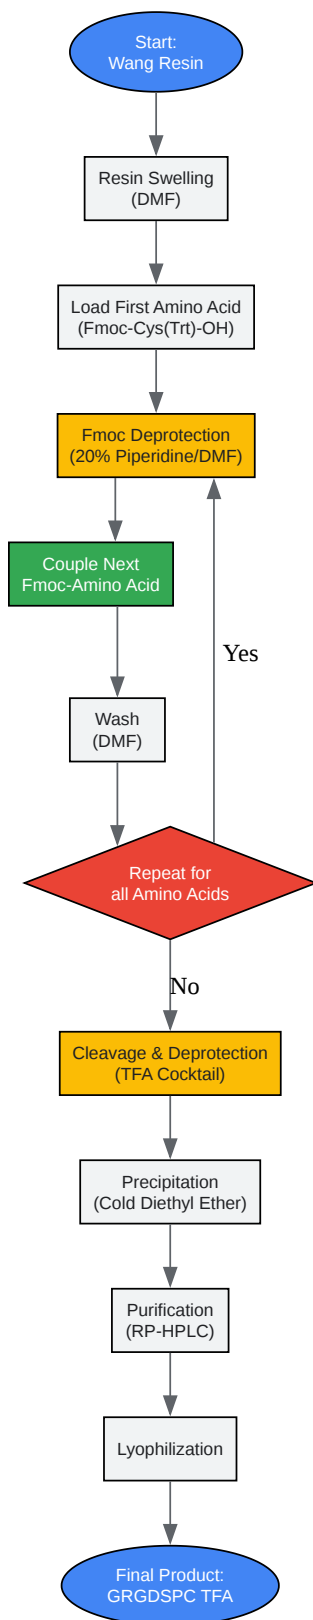 Start:
Wang Resin
Resin Swelling
(DMF)
Load First Amino Acid
(Fmoc-Cys(Trt)-OH)
Fmoc Deprotection
(20% Piperidine/DMF)
Couple Next
Fmoc-Amino Acid
Yes
Wash
(DMF)
Repeat for
all Amino Acids
No
Cleavage & Deprotection
(TFA Cocktail)
Precipitation
(Cold Diethyl Ether)
Purification
(RP-HPLC)
Lyophilization
Final Product:
GRGDSPC TFA